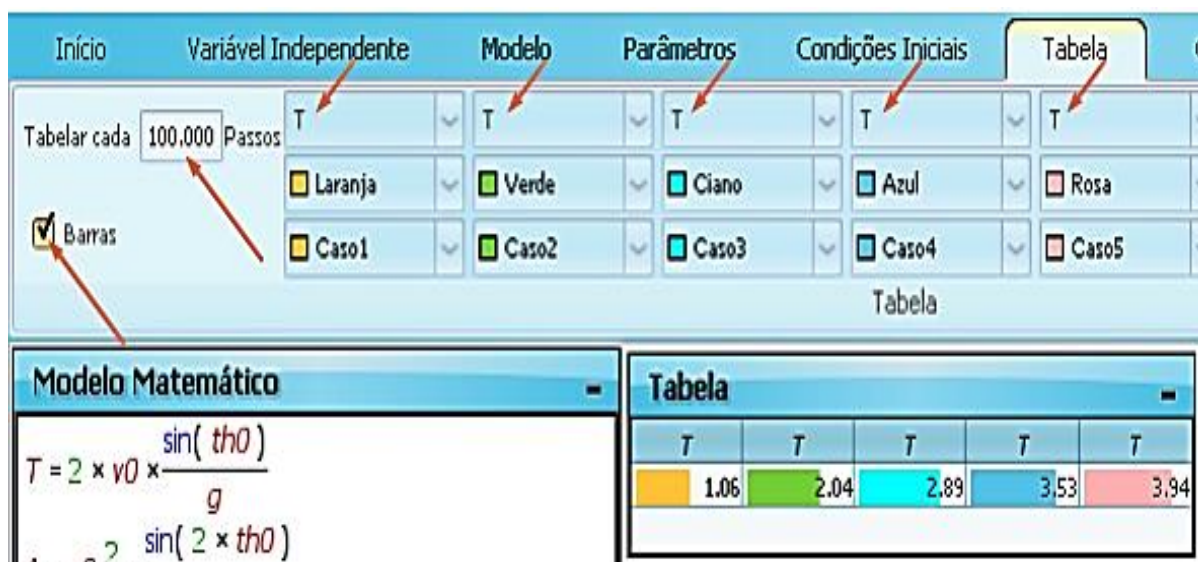 Início Variável Independente Modelo Parâmetros Condições Iniciais Tabela
T T T T T
Tabelar cada 100.000 Passos
Laranja Verde Ciano Azul Rosa
Barras
Caso1 Caso2 Caso3 Caso4 Caso5
Tabela
Modelo Matemático
T = 2 × v0 × sin( th0 ) / g
sin( 2 × th0 )
Tabela
T T T T T
1.06 2.04 2.89 3.53 3.94